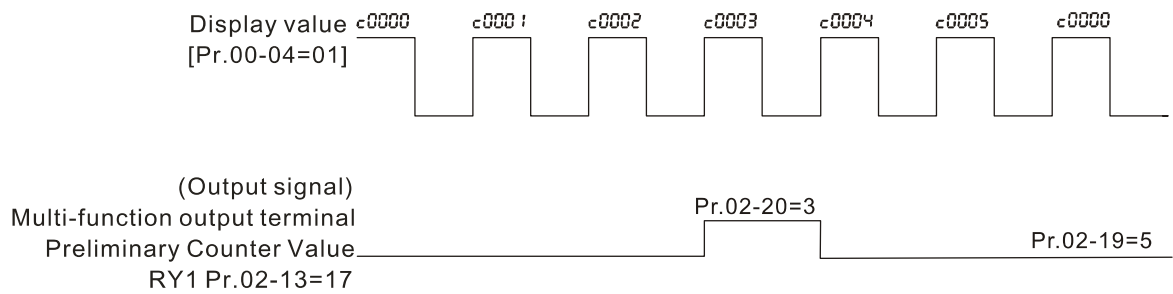 Display value c0000 c0001 c0002 c0003 c0004 c0005 c0000
[Pr.00-04=01]
(Output signal)
Multi-function output terminal
Pr.02-20=3
Preliminary Counter Value
Pr.02-19=5
RY1 Pr.02-13=17